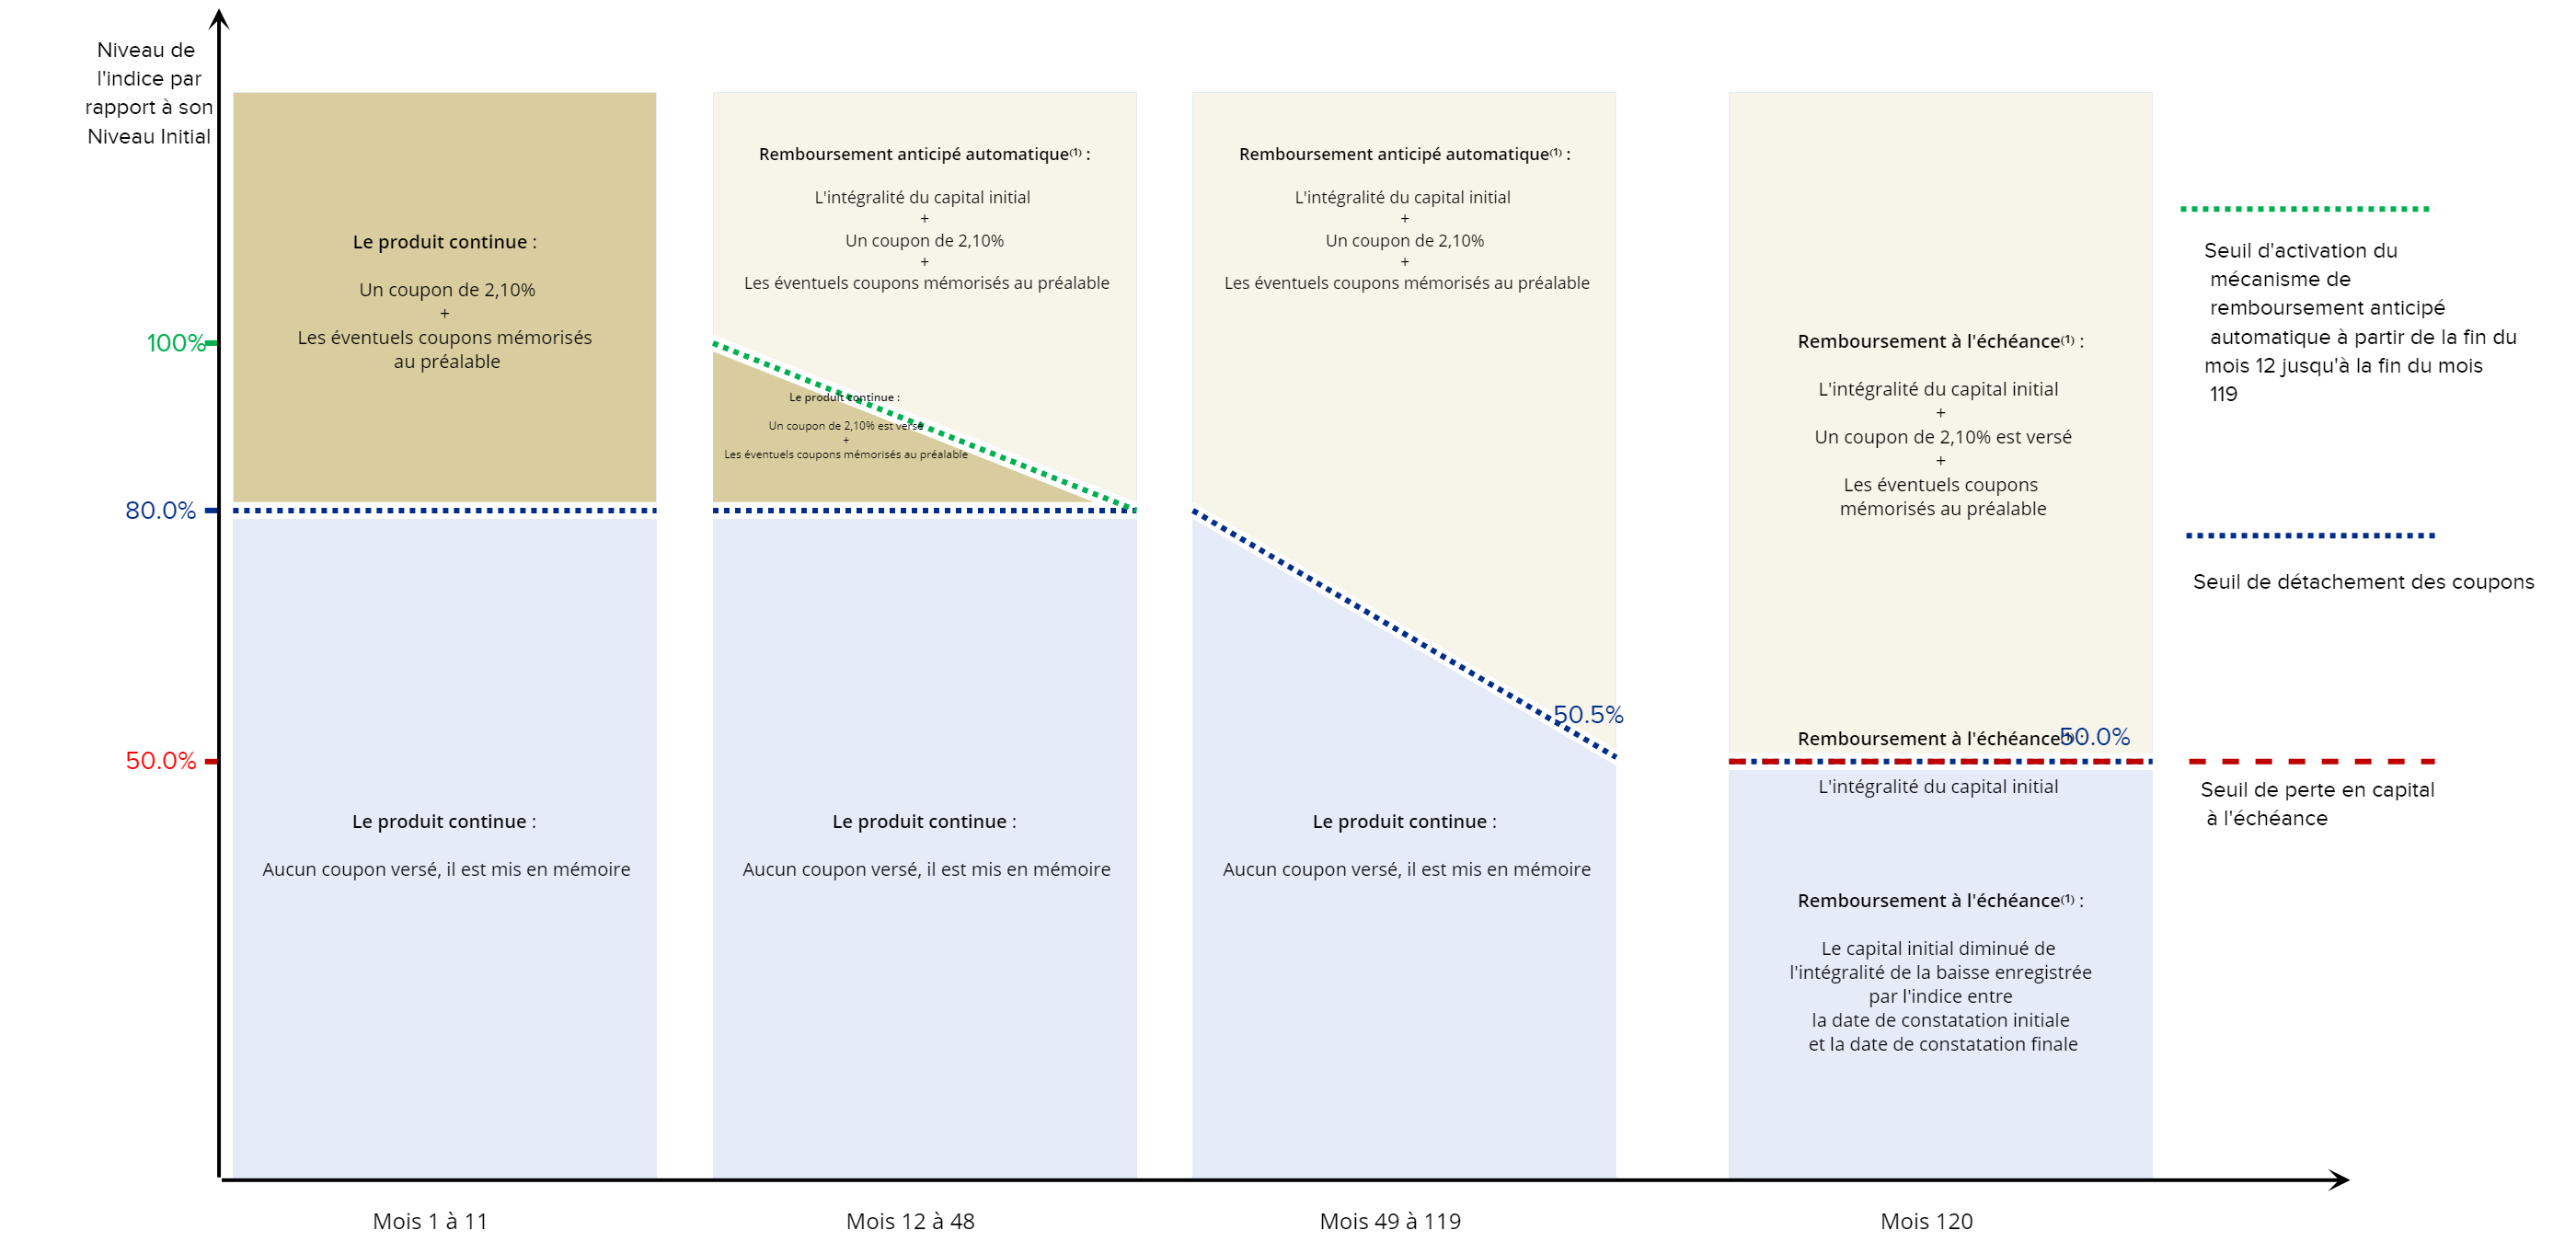 Niveau de
l'indice par
rapport à son
Niveau Initial
100%
80.0%
50.0%
Le produit continue :
Un coupon de 2,10%
+
Les éventuels coupons mémorisés
au préalable
Le produit continue :
Aucun coupon versé, il est mis en mémoire
Mois 1 à 11
Remboursement anticipé automatique⁽¹⁾ :
L'intégralité du capital initial
+
Un coupon de 2,10%
+
Les éventuels coupons mémorisés au préalable
Le produit continue :
Un coupon de 2,10% est versé
+
Les éventuels coupons mémorisés au préalable
Le produit continue :
Aucun coupon versé, il est mis en mémoire
Mois 12 à 48
Remboursement anticipé automatique⁽¹⁾ :
L'intégralité du capital initial
+
Un coupon de 2,10%
+
Les éventuels coupons mémorisés au préalable
50.5%
Le produit continue :
Aucun coupon versé, il est mis en mémoire
Mois 49 à 119
Remboursement à l'échéance⁽¹⁾ :
L'intégralité du capital initial
+
Un coupon de 2,10% est versé
+
Les éventuels coupons
mémorisés au préalable
Remboursement à l'échéance⁽¹⁾ :
50.0%
L'intégralité du capital initial
Remboursement à l'échéance⁽¹⁾ :
Le capital initial diminué de
l'intégralité de la baisse enregistrée
par l'indice entre
la date de constatation initiale
et la date de constatation finale
Mois 120
Seuil d'activation du
mécanisme de
remboursement anticipé
automatique à partir de la fin du
mois 12 jusqu'à la fin du mois
119
Seuil de détachement des coupons
Seuil de perte en capital
à l'échéance